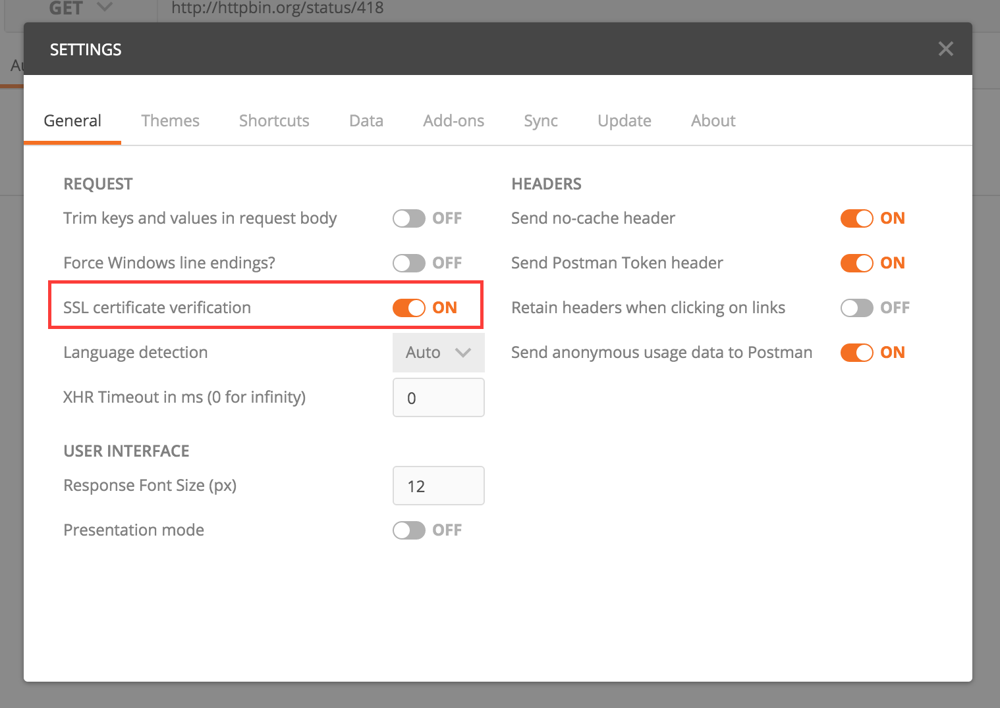 GET http://httpbin.org/status/418
SETTINGS
General Themes Shortcuts Data Add-ons Sync Update About
REQUEST
Trim keys and values in request body OFF
Force Windows line endings? OFF
SSL certificate verification ON
Language detection Auto
XHR Timeout in ms (0 for infinity) 0
USER INTERFACE
Response Font Size (px) 12
Presentation mode OFF
HEADERS
Send no-cache header ON
Send Postman Token header ON
Retain headers when clicking on links OFF
Send anonymous usage data to Postman ON